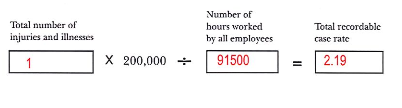 Total number of
injuries and illnesses
Number of
hours worked
by all employees
Total recordable
case rate
1 X 200,000 ÷ 91500 = 2.19